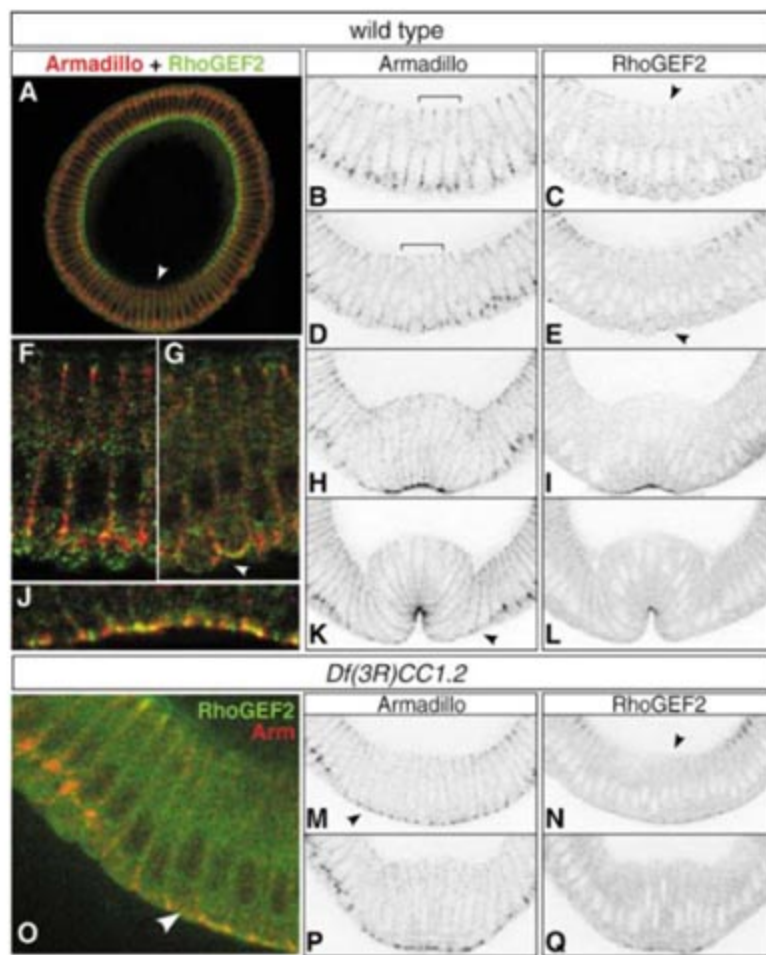 wild type
Armadillo + RhoGEF2
Armadillo
RhoGEF2
A
B
C
D
E
F
G
H
I
J
K
L
Df(3R)CC1.2
RhoGEF2
Arm
Armadillo
RhoGEF2
M
N
O
P
Q